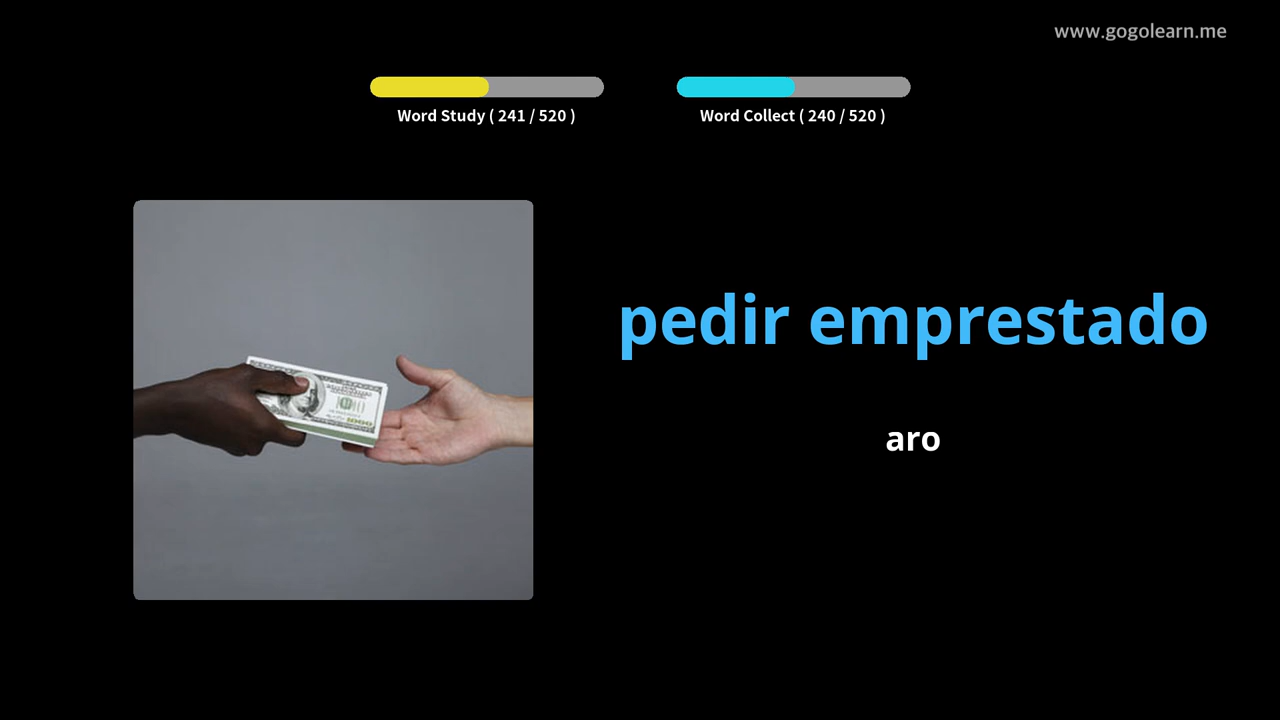 www.gogolearn.me
Word Study ( 241 / 520 )
Word Collect ( 240 / 520 )
pedir emprestado
aro